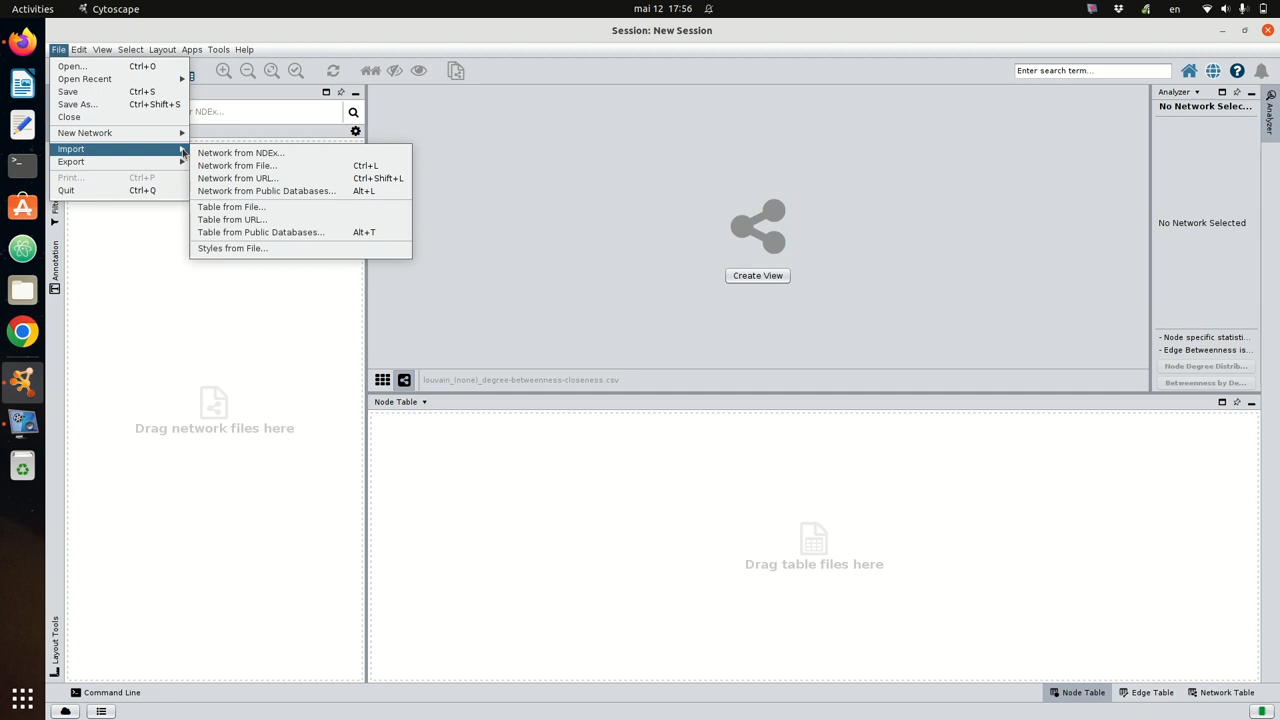 Activities
Cytoscape
mai 12 17:56
en
Session: New Session
File Edit View Select Layout Apps Tools Help
Open... Ctrl+O
Open Recent
Save Ctrl+S
Save As... Ctrl+Shift+S
Close
New Network
Import
Export
Print... Ctrl+P
Quit Ctrl+Q
Network from NDEx...
Network from File... Ctrl+L
Network from URL... Ctrl+Shift+L
Network from Public Databases... Alt+L
Table from File...
Table from URL...
Table from Public Databases... Alt+T
Styles from File...
NDEx...
Enter search term...
Annotation
Layout Tools
Drag network files here
Create View
louvain_(none)_degree-betweenness-closeness.csv
Analyzer
No Network Selec...
No Network Selected
- Node specific statisti...
- Edge Betweenness is...
Node Degree Distrib...
Betweenness by De...
Analyzer
Node Table
Drag table files here
Command Line
Node Table
Edge Table
Network Table